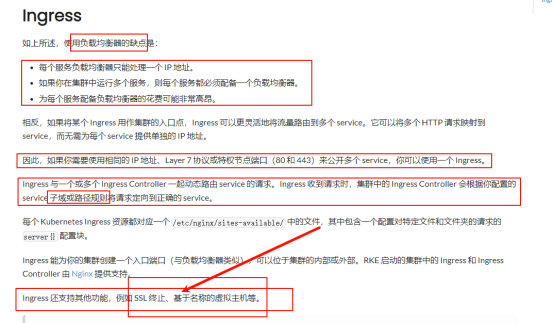 Ingress
如上所述，使用负载均衡器的缺点是：
每个服务负载均衡器只能处理一个 IP 地址。
如果你在集群中运行多个服务，则每个服务都必须配备一个负载均衡器。
为每个服务配备负载均衡器的花费可能非常高昂。
相反，如果将某个 Ingress 用作集群的入口点，Ingress 可以更灵活地将流量路由到多个 service。它可以将多个 HTTP 请求映射到
service，而无需为每个 service 提供单独的 IP 地址。
因此，如果你需要使用相同的 IP 地址、Layer 7 协议或特权节点端口（80 和 443）来公开多个 service，你可以使用一个 Ingress。
Ingress 与一个或多个 Ingress Controller 一起动态路由 service 的请求。Ingress 收到请求时，集群中的 Ingress Controller 会根据你配置的
service 子域或路径规则将请求定向到正确的 service。
每个 Kubernetes Ingress 资源都对应一个 /etc/nginx/sites-available/ 中的文件，其中包含一个配置对特定文件和文件夹的请求的
server{} 配置块。
Ingress 能为你的集群创建一个入口端口（与负载均衡器类似），可以位于集群的内部或外部。RKE 启动的集群中的 Ingress 和 Ingress
Controller 由 Nginx 提供支持。
Ingress 还支持其他功能，例如 SSL 终止、基于名称的虚拟主机等。